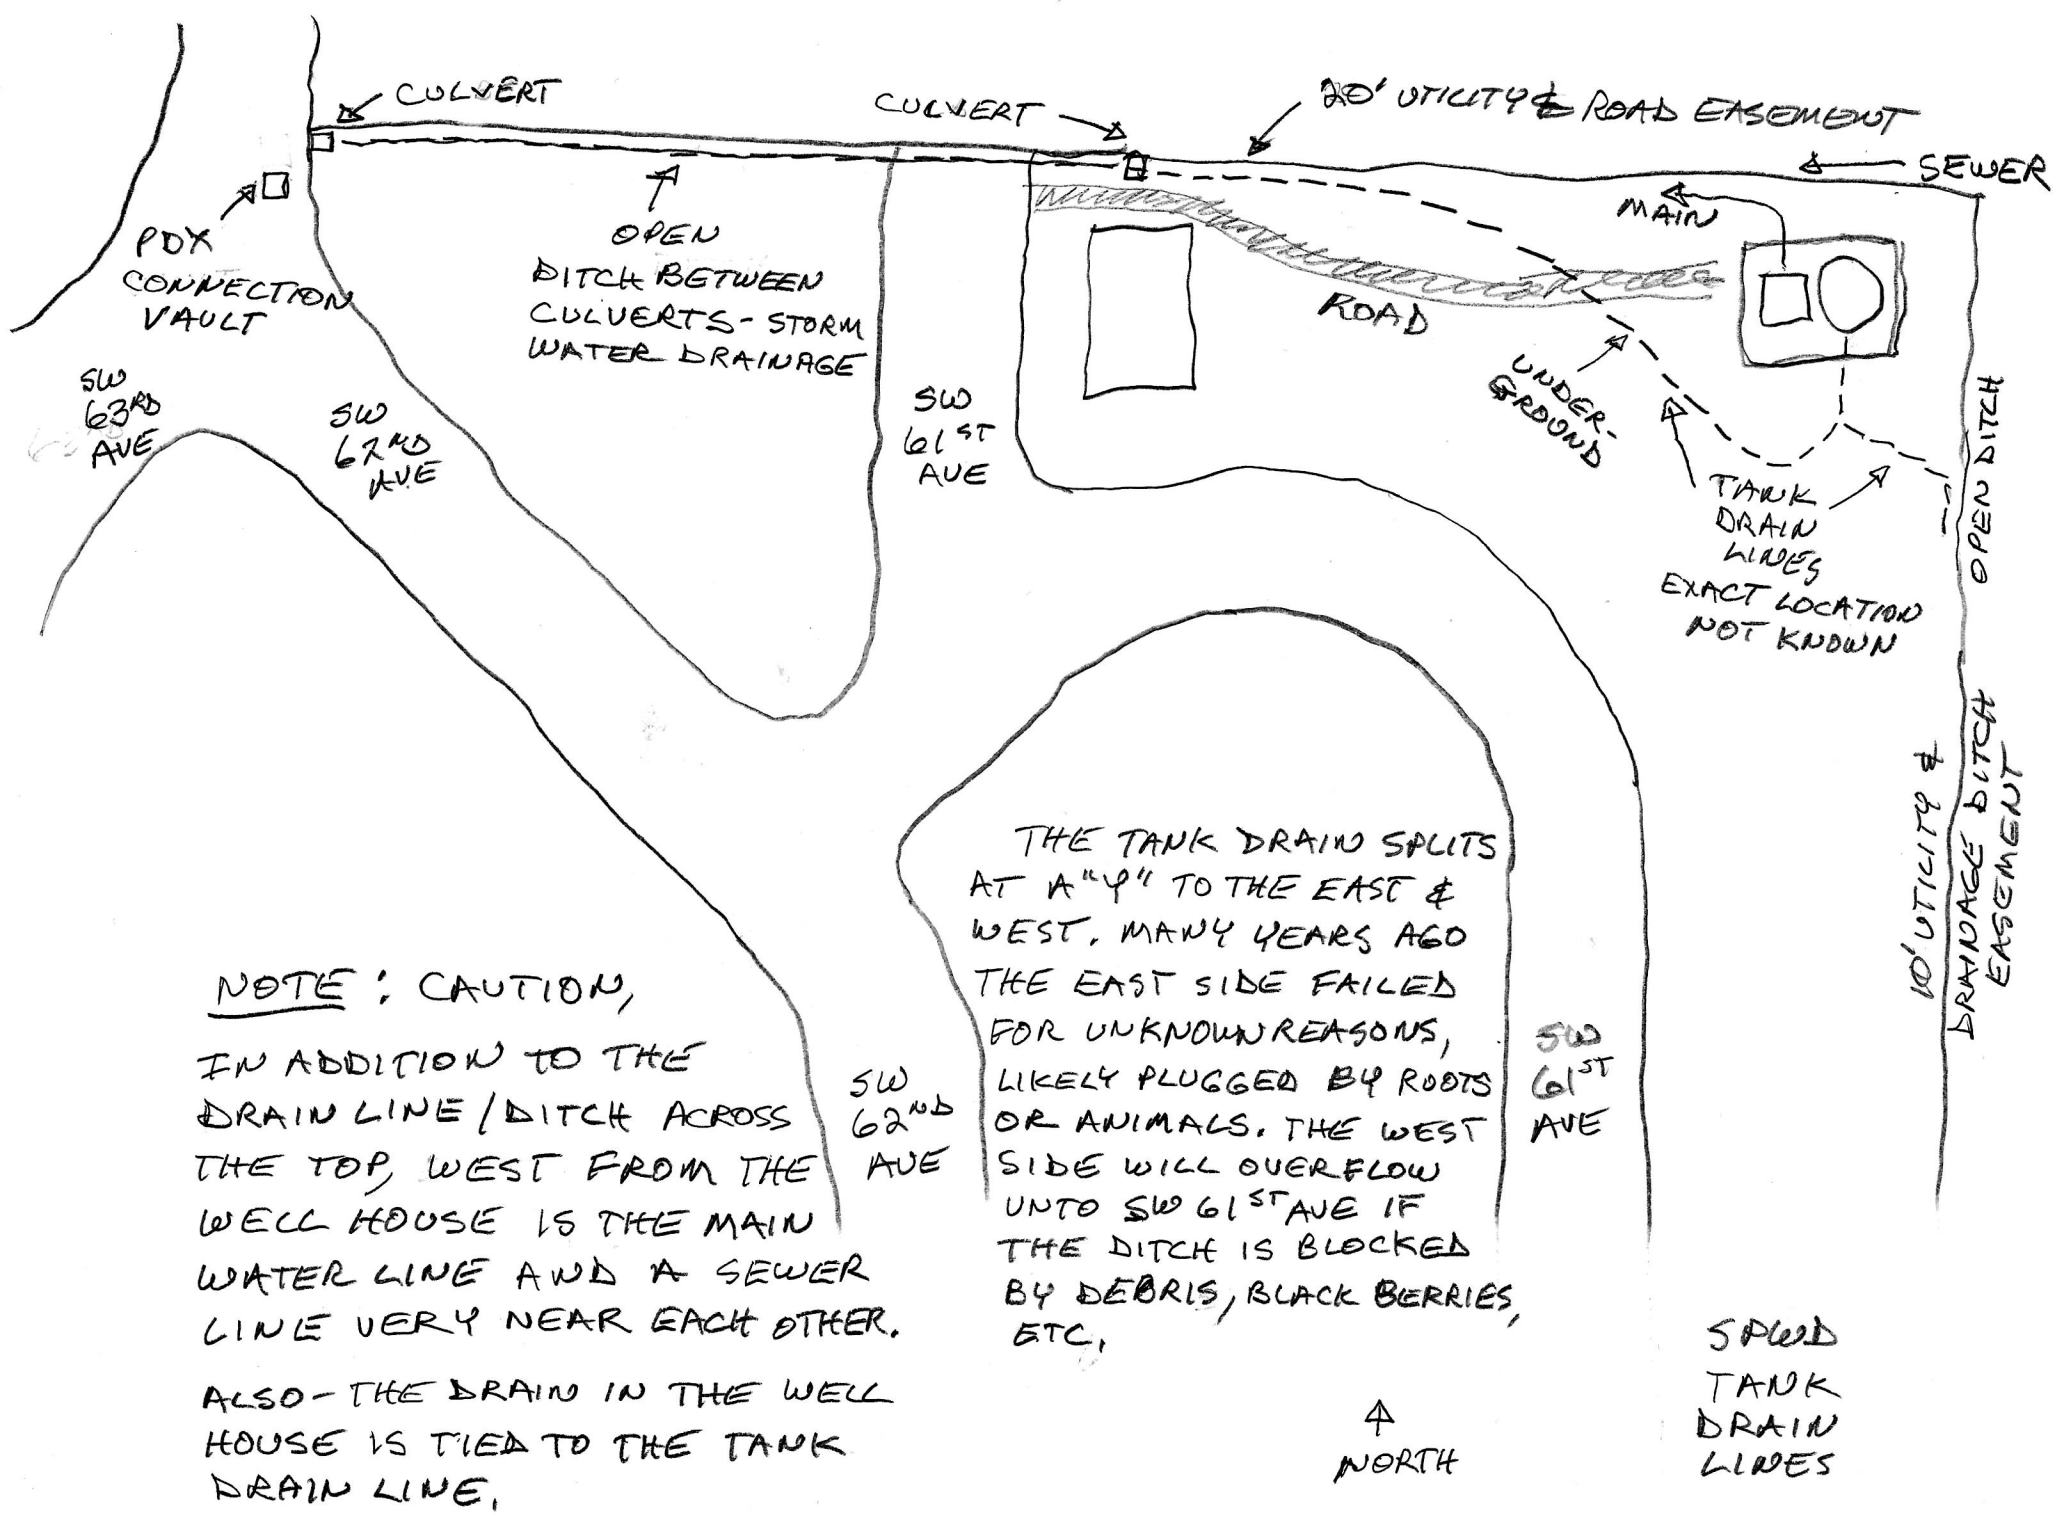 CULVERT
CULVERT
20' UTILITY & ROAD EASEMENT
SEWER
MAIN
PDX
CONNECTION
VAULT
OPEN
DITCH BETWEEN
CULVERTS - STORM
WATER DRAINAGE
ROAD
UNDER-
GROUND
SW
63RD
AVE
SW
62ND
AVE
SW
61ST
AVE
TANK
DRAIN
LINES
EXACT LOCATION
NOT KNOWN
OPEN DITCH
10' UTILITY &
DRAINAGE DITCH
EASEMENT
THE TANK DRAIN SPLITS
AT A "Y" TO THE EAST &
WEST. MANY YEARS AGO
THE EAST SIDE FAILED
FOR UNKNOWN REASONS,
LIKELY PLUGGED BY ROOTS
OR ANIMALS. THE WEST
SIDE WILL OVERFLOW
UNTO SW 61ST AVE IF
THE DITCH IS BLOCKED
BY DEBRIS, BLACK BERRIES,
ETC.
NOTE: CAUTION,
IN ADDITION TO THE
DRAIN LINE/DITCH ACROSS
THE TOP, WEST FROM THE
WELL HOUSE IS THE MAIN
WATER LINE AND A SEWER
LINE VERY NEAR EACH OTHER.
ALSO - THE DRAIN IN THE WELL
HOUSE IS TIED TO THE TANK
DRAIN LINE.
SW
62ND
AVE
SW
61ST
AVE
NORTH
SPWD
TANK
DRAIN
LINES